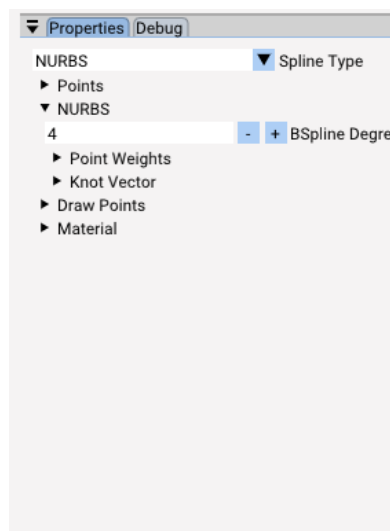 Properties Debug
NURBS Spline Type
Points
NURBS
4 - + BSpline Degre
Point Weights
Knot Vector
Draw Points
Material